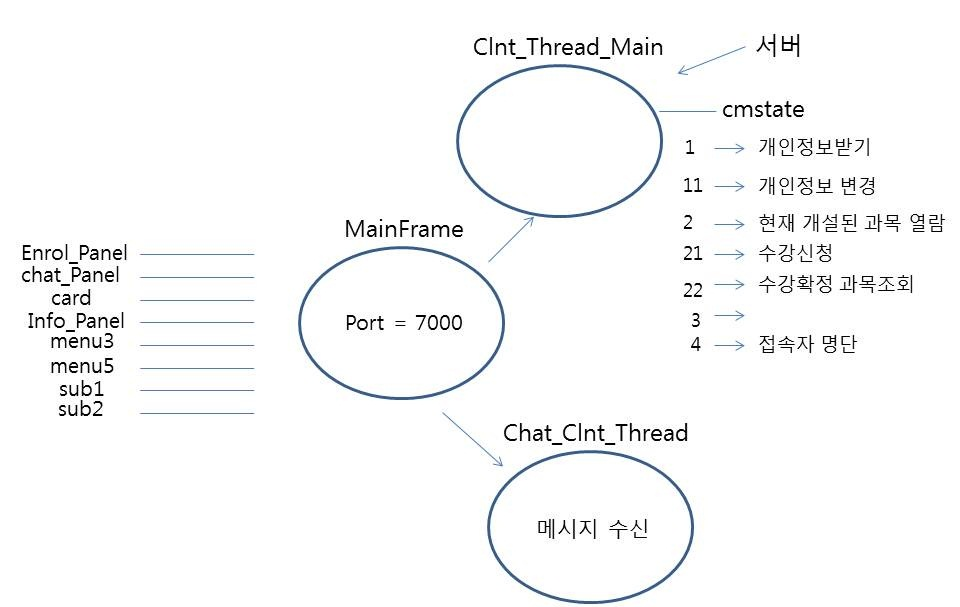 Clnt_Thread_Main
서버
cmstate
1 개인정보받기
11 개인정보 변경
2 현재 개설된 과목 열람
21 수강신청
22 수강확정 과목조회
3
4 접속자 명단
MainFrame
Port = 7000
Enrol_Panel
chat_Panel
card
Info_Panel
menu3
menu5
sub1
sub2
Chat_Clnt_Thread
메시지 수신